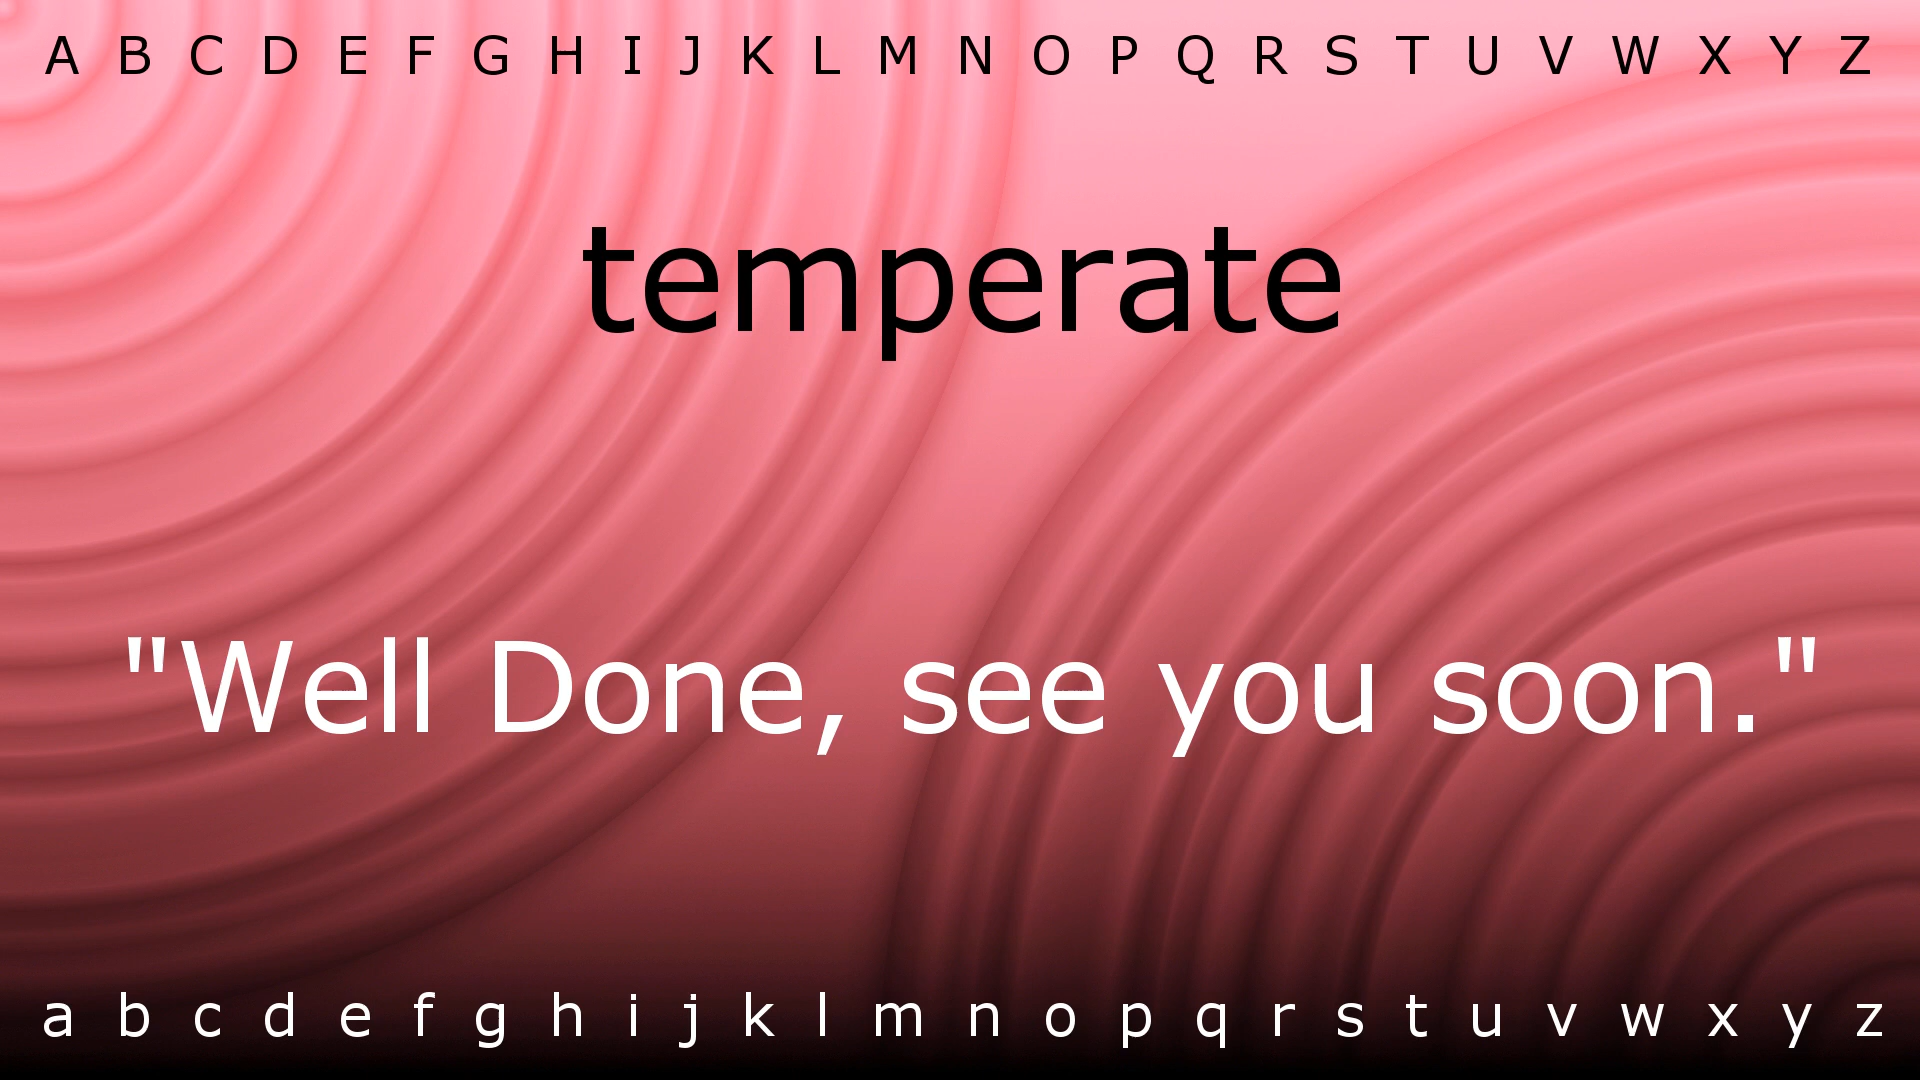 A B C D E F G H I J K L M N O P Q R S T U V W X Y Z
temperate
"Well Done, see you soon."
a b c d e f g h i j k l m n o p q r s t u v w x y z